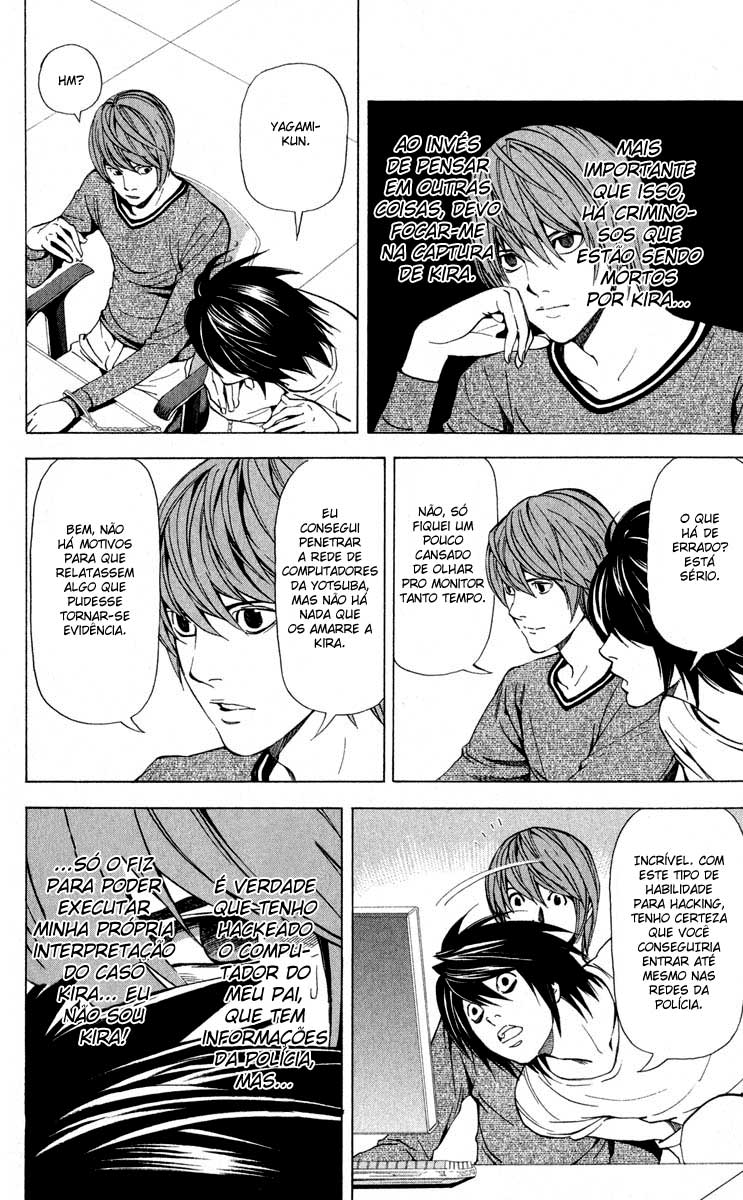 MAIS
IMPORTANTE
QUE ISSO,
HÁ CRIMINO-
SOS QUE
ESTÃO SENDO
MORTOS
POR KIRA...
AO INVÉS
DE PENSAR
EM OUTRAS
COISAS, DEVO
FOCAR-ME
NA CAPTURA
DE KIRA.
YAGAMI-
KUN.
HM?
O QUE
HÁ DE
ERRADO?
ESTÁ
SÉRIO.
NÃO, SÓ
FIQUEI UM
POUCO
CANSADO
DE OLHAR
PRO MONITOR
TANTO TEMPO.
EU
CONSEGUI
PENETRAR
A REDE DE
COMPUTADORES
DA YOTSUBA,
MAS NÃO HÁ
NADA QUE
OS AMARRE A
KIRA.
BEM, NÃO
HÁ MOTIVOS
PARA QUE
RELATASSEM
ALGO QUE
PUDESSE
TORNAR-SE
EVIDÊNCIA.
INCRÍVEL. COM
ESTE TIPO DE
HABILIDADE
PARA HACKING,
TENHO CERTEZA
QUE VOCÊ
CONSEGUIRIA
ENTRAR ATÉ
MESMO NAS
REDES DA
POLÍCIA.
É VERDADE
QUE TENHO
HACKEADO
O COMPU-
TADOR DO
MEU PAI,
QUE TEM
INFORMAÇÕES
DA POLÍCIA,
MAS...
...SÓ O FIZ
PARA PODER
EXECUTAR
MINHA PRÓPRIA
INTERPRETAÇÃO
DO CASO
KIRA... EU
NÃO SOU
KIRA!